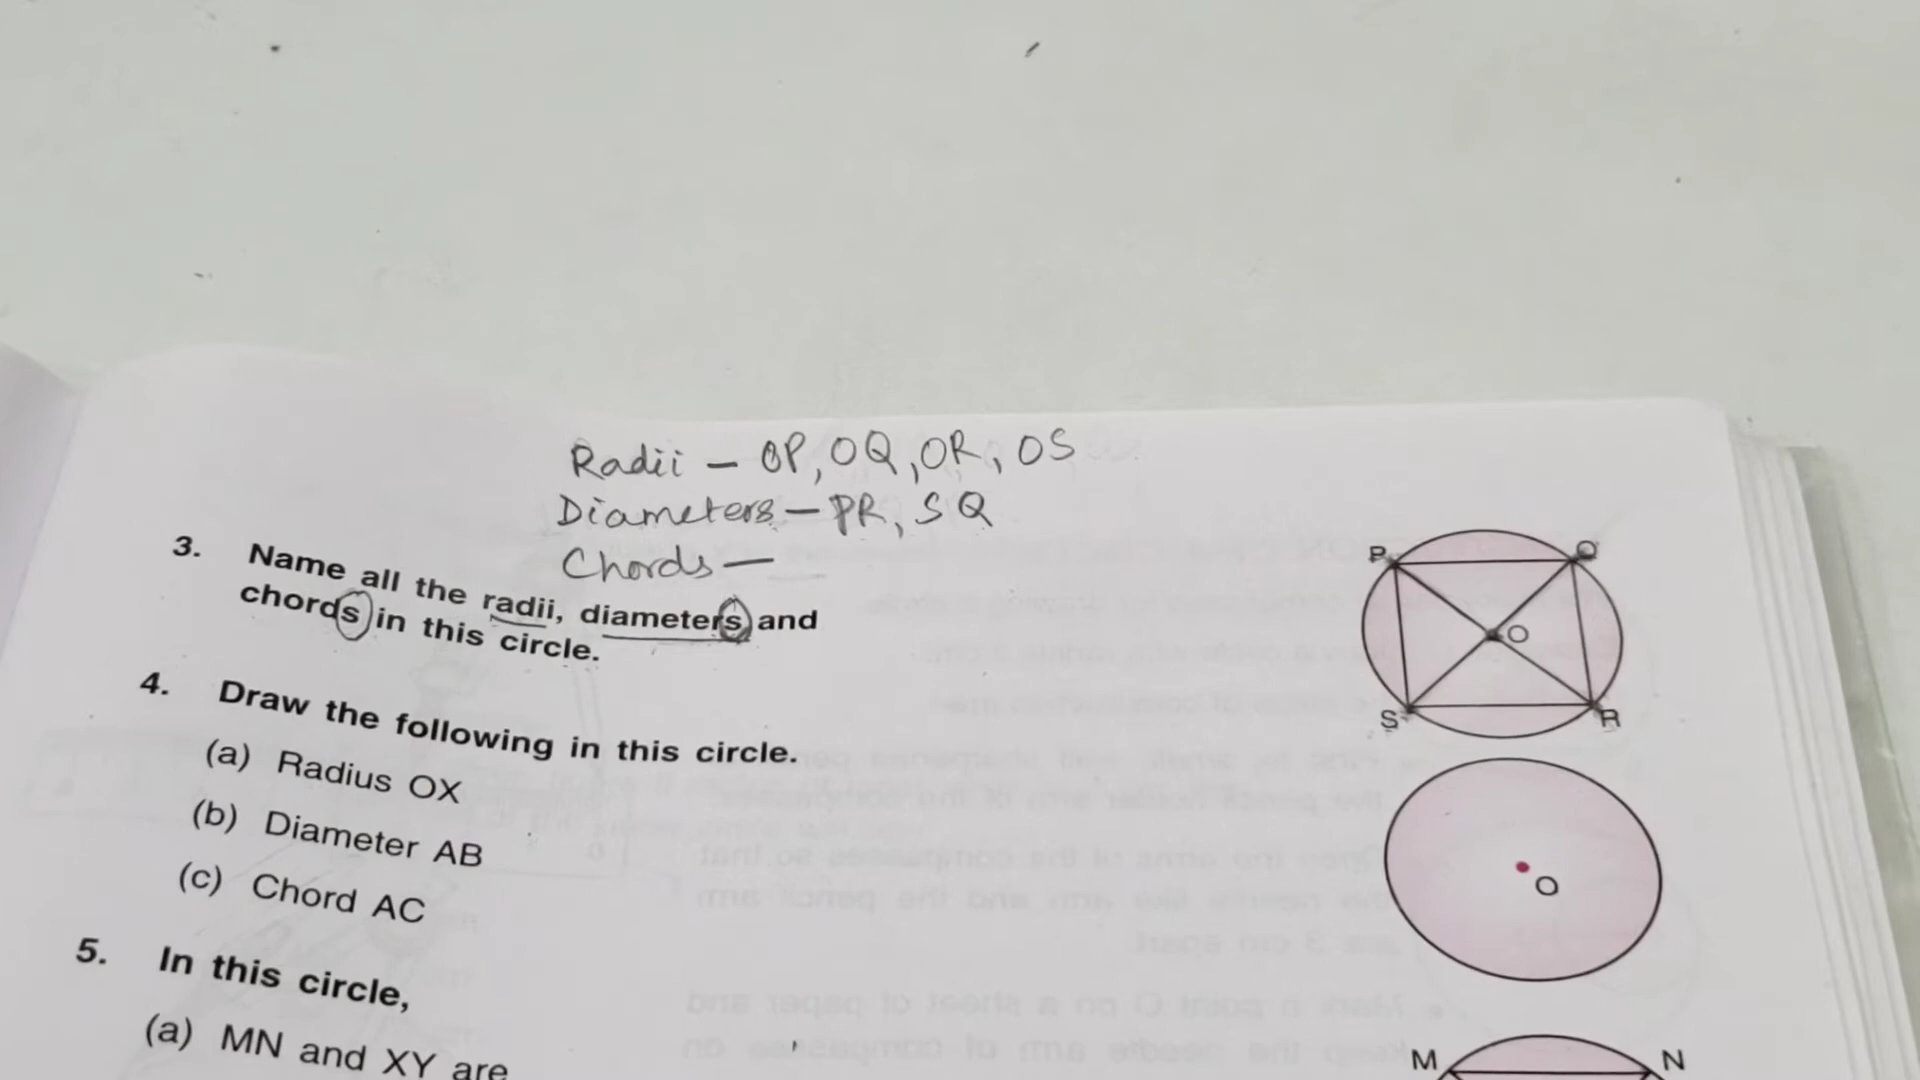 Radii – OP, OQ, OR, OS
Diameters – PR, SQ
Chords –
3. Name all the radii, diameters and
chords in this circle.
P
Q
O
S
R
4. Draw the following in this circle.
(a) Radius OX
(b) Diameter AB
(c) Chord AC
O
5. In this circle,
(a) MN and XY are
M
N